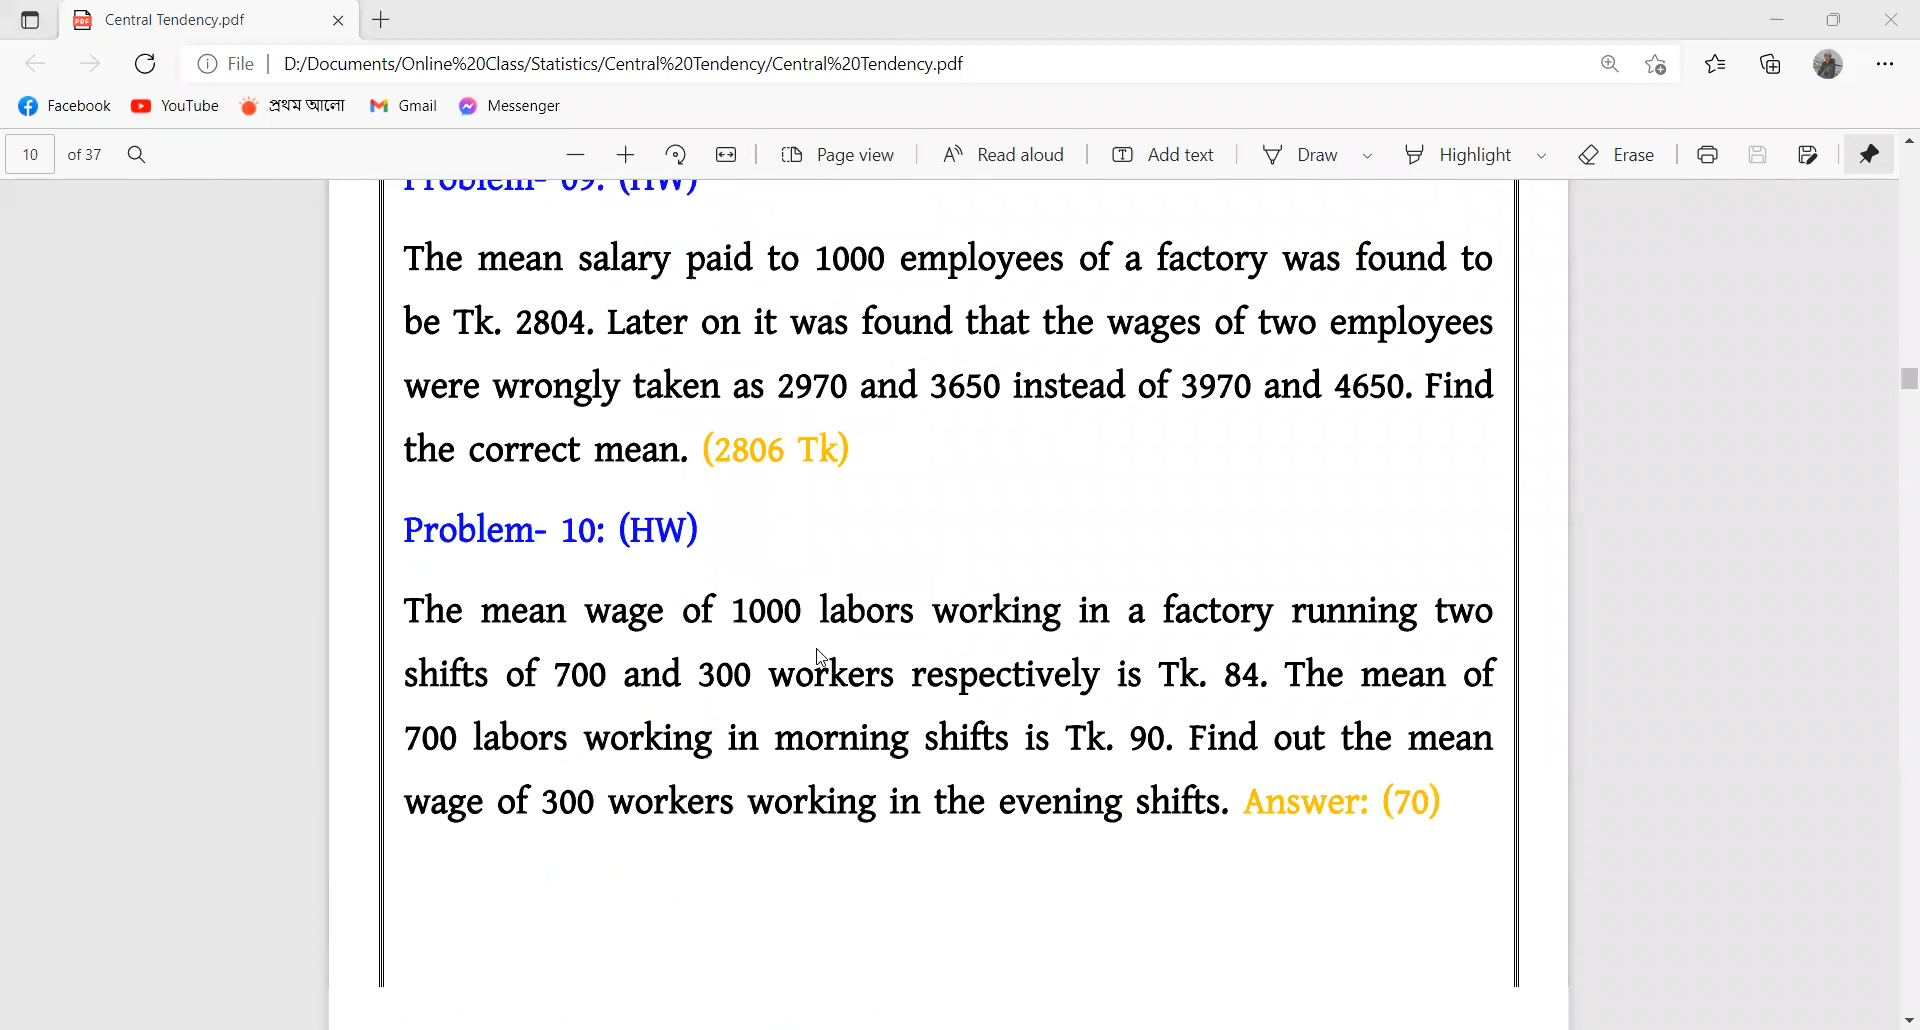 Central Tendency.pdf
File D:/Documents/Online%20Class/Statistics/Central%20Tendency/Central%20Tendency.pdf
Facebook YouTube প্রথম আলো Gmail Messenger
10 of 37 Page view Read aloud Add text Draw Highlight Erase
Problem- 09: (HW)
The mean salary paid to 1000 employees of a factory was found to
be Tk. 2804. Later on it was found that the wages of two employees
were wrongly taken as 2970 and 3650 instead of 3970 and 4650. Find
the correct mean. (2806 Tk)
Problem- 10: (HW)
The mean wage of 1000 labors working in a factory running two
shifts of 700 and 300 workers respectively is Tk. 84. The mean of
700 labors working in morning shifts is Tk. 90. Find out the mean
wage of 300 workers working in the evening shifts. Answer: (70)